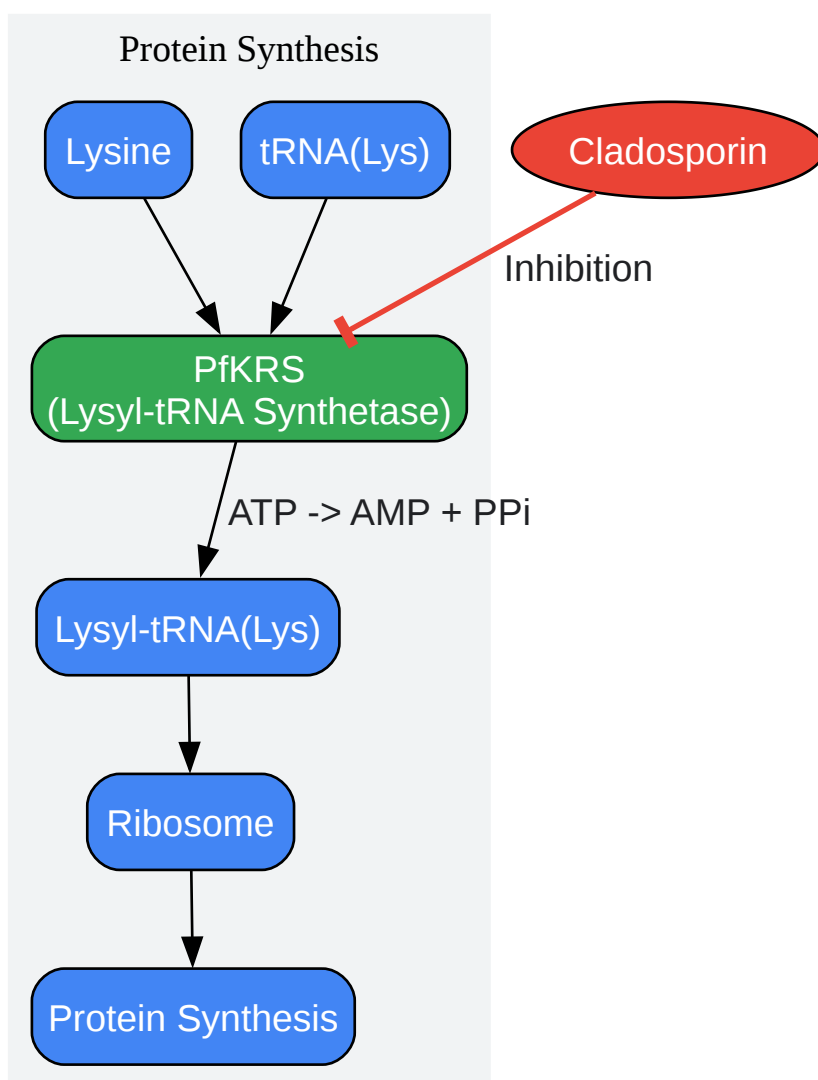 Protein Synthesis
Lysine
tRNA(Lys)
Cladosporin
Inhibition
PfKRS
(Lysyl-tRNA Synthetase)
ATP -> AMP + PPi
Lysyl-tRNA(Lys)
Ribosome
Protein Synthesis